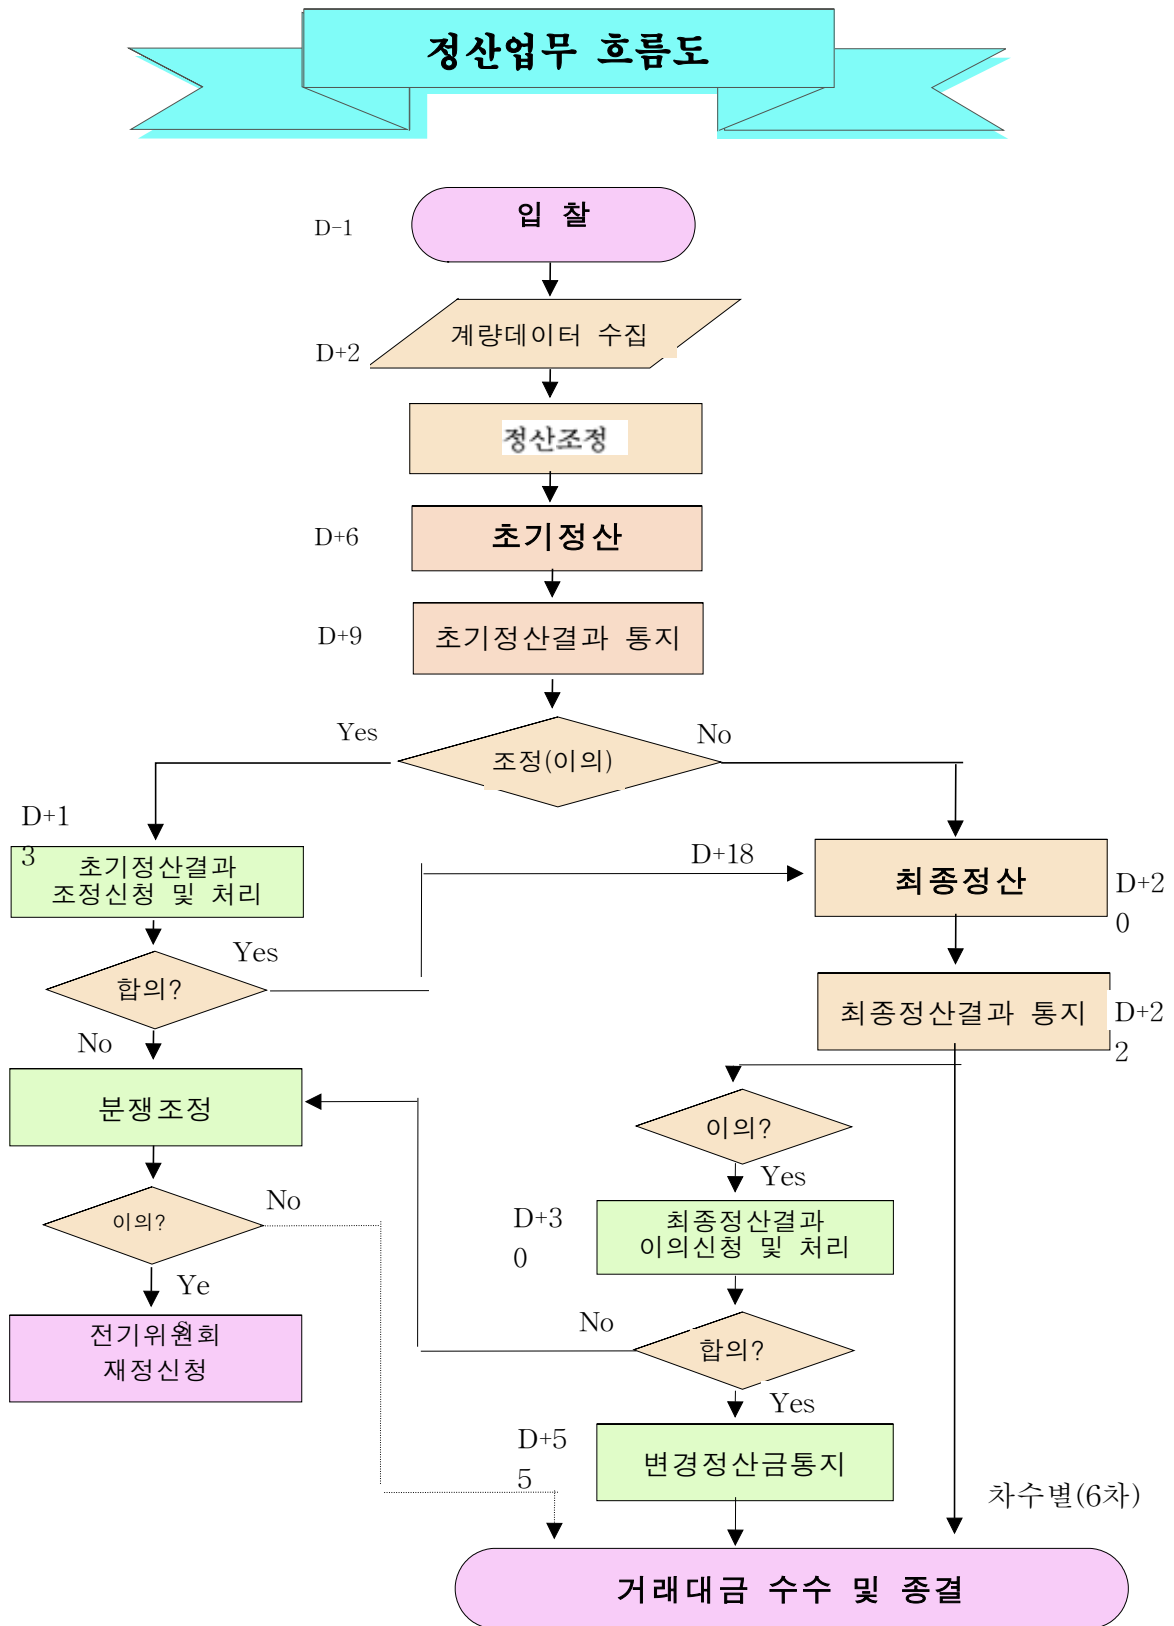 정산업무 흐름도
D-1
입 찰
D+2
계량데이터 수집
정산조정
D+6
초기정산
D+9
초기정산결과 통지
Yes
조정(이의)
No
D+1
3
초기정산결과
조정신청 및 처리
D+18
최종정산
D+2
0
Yes
합의?
No
최종정산결과 통지
D+2
2
분쟁조정
이의?
Yes
이의?
No
D+3
0
최종정산결과
이의신청 및 처리
Ye
s
전기위원회
재정신청
No
합의?
Yes
D+5
5
변경정산금통지
차수별(6차)
거래대금 수수 및 종결